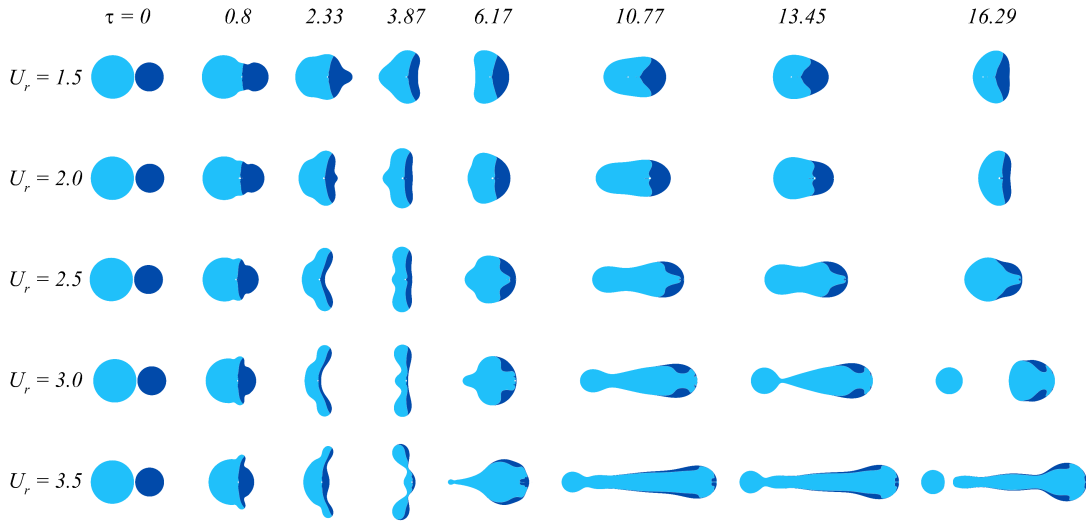 τ = 0 0.8 2.33 3.87 6.17 10.77 13.45 16.29
U_r = 1.5
U_r = 2.0
U_r = 2.5
U_r = 3.0
U_r = 3.5